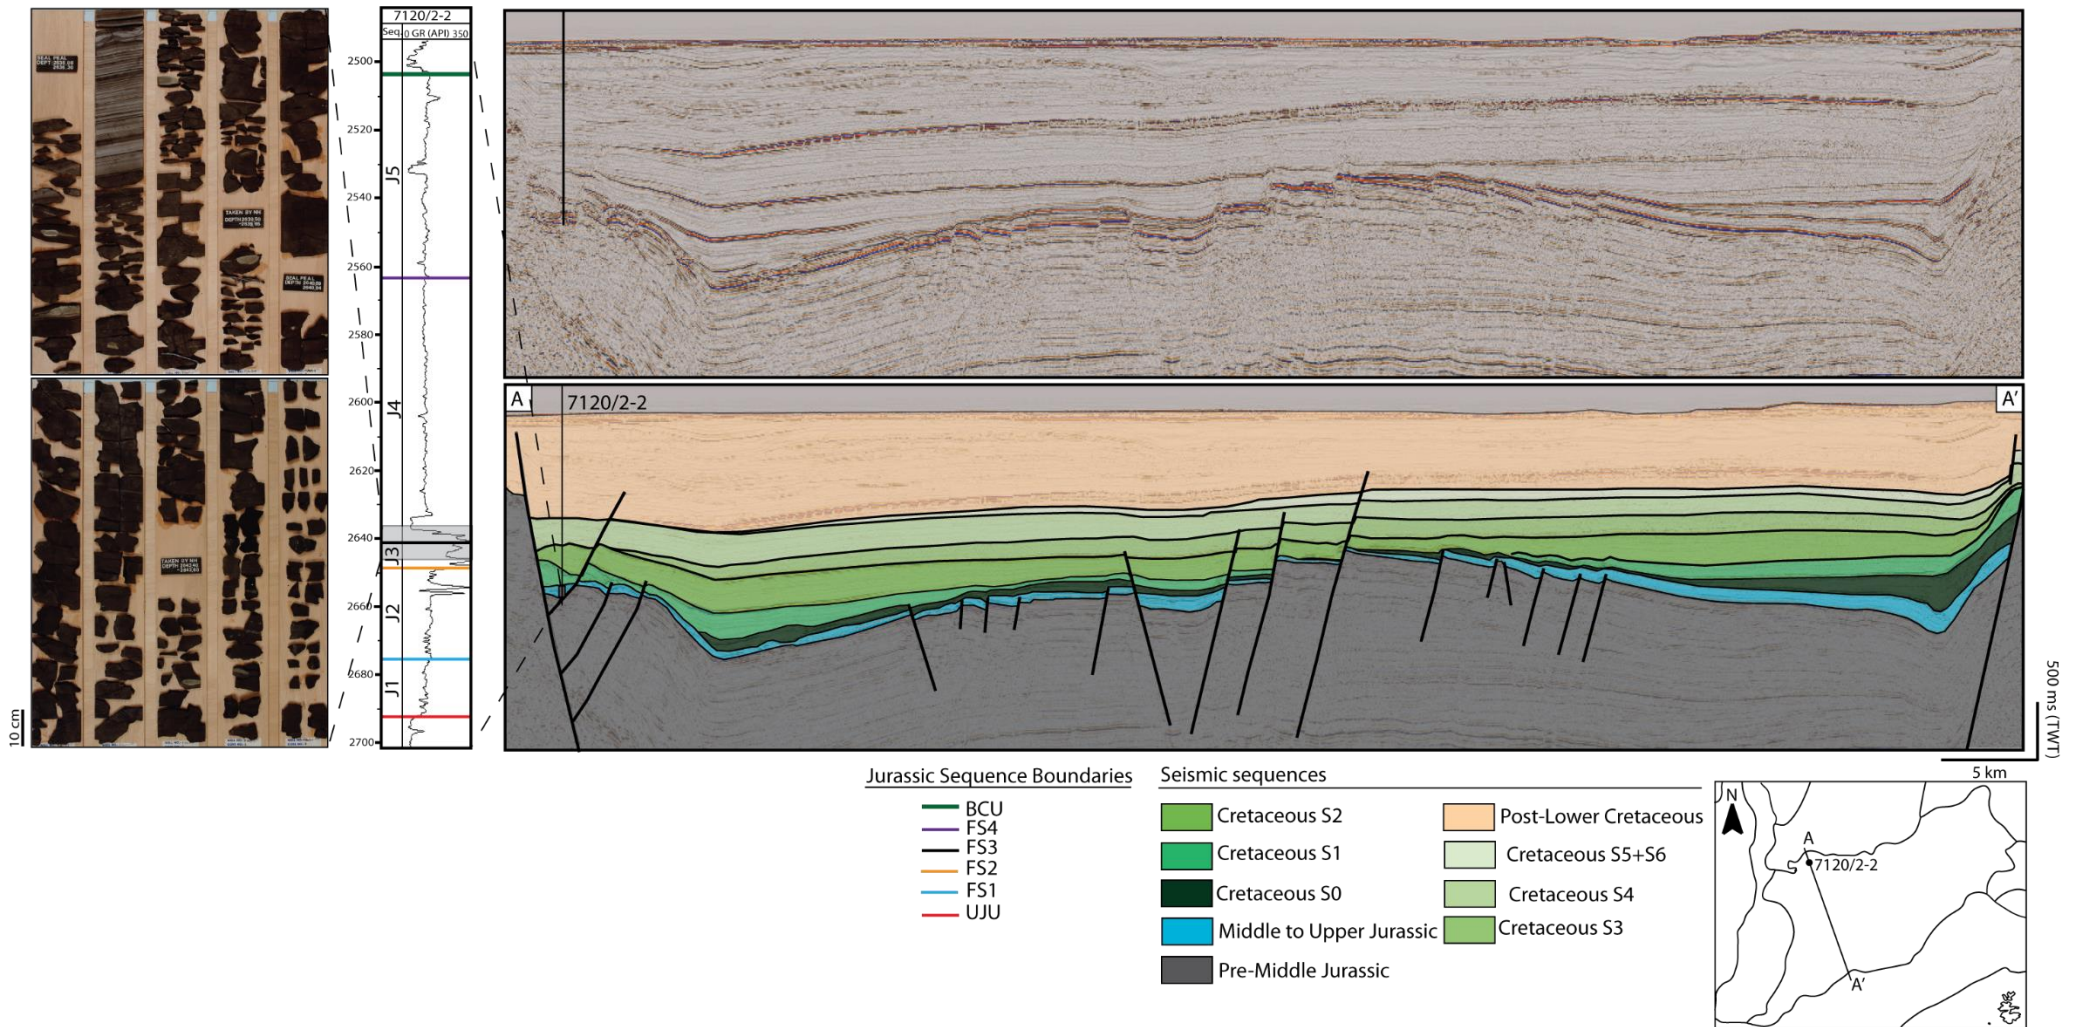 7120/2-2
Seq. 0 GR (API) 350
2500
2520
2540
2560
2580
2600
2620
2640
2660
2680
2700
J5
J4
J3
J2
J1
10 cm
A
A'
7120/2-2
500 ms (TWT)
5 km
Jurassic Sequence Boundaries
BCU
FS4
FS3
FS2
FS1
UJU
Seismic sequences
Cretaceous S2
Cretaceous S1
Cretaceous S0
Middle to Upper Jurassic
Pre-Middle Jurassic
Post-Lower Cretaceous
Cretaceous S5+S6
Cretaceous S4
Cretaceous S3
N
A
7120/2-2
A'